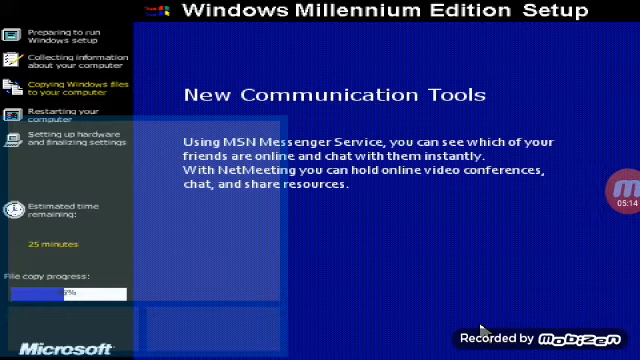 Windows Millennium Edition Setup
Preparing to run
Windows setup
Collecting information
about your computer
Copying Windows files
to your computer
Restarting your
computer
Setting up hardware
and finalizing settings
Estimated time
remaining:
25 minutes
File copy progress:
New Communication Tools
Using MSN Messenger Service, you can see which of your
friends are online and chat with them instantly.
With NetMeeting you can hold online video conferences,
chat, and share resources.
05:14
Microsoft
Recorded by mobizen